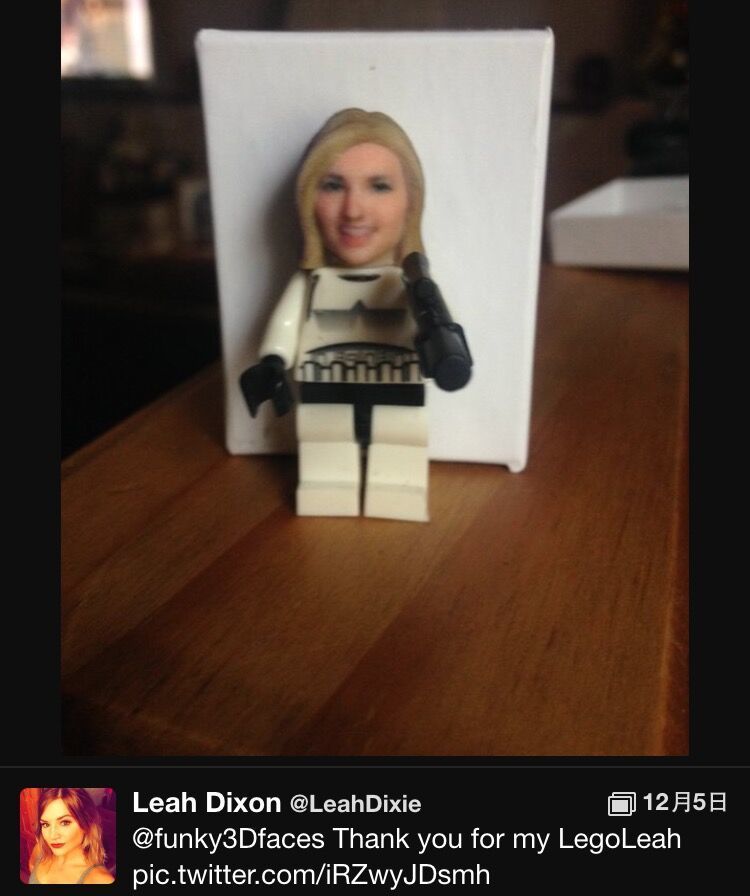 Leah Dixon @LeahDixie 12月5日
@funky3Dfaces Thank you for my LegoLeah
pic.twitter.com/iRZwyJDsmh